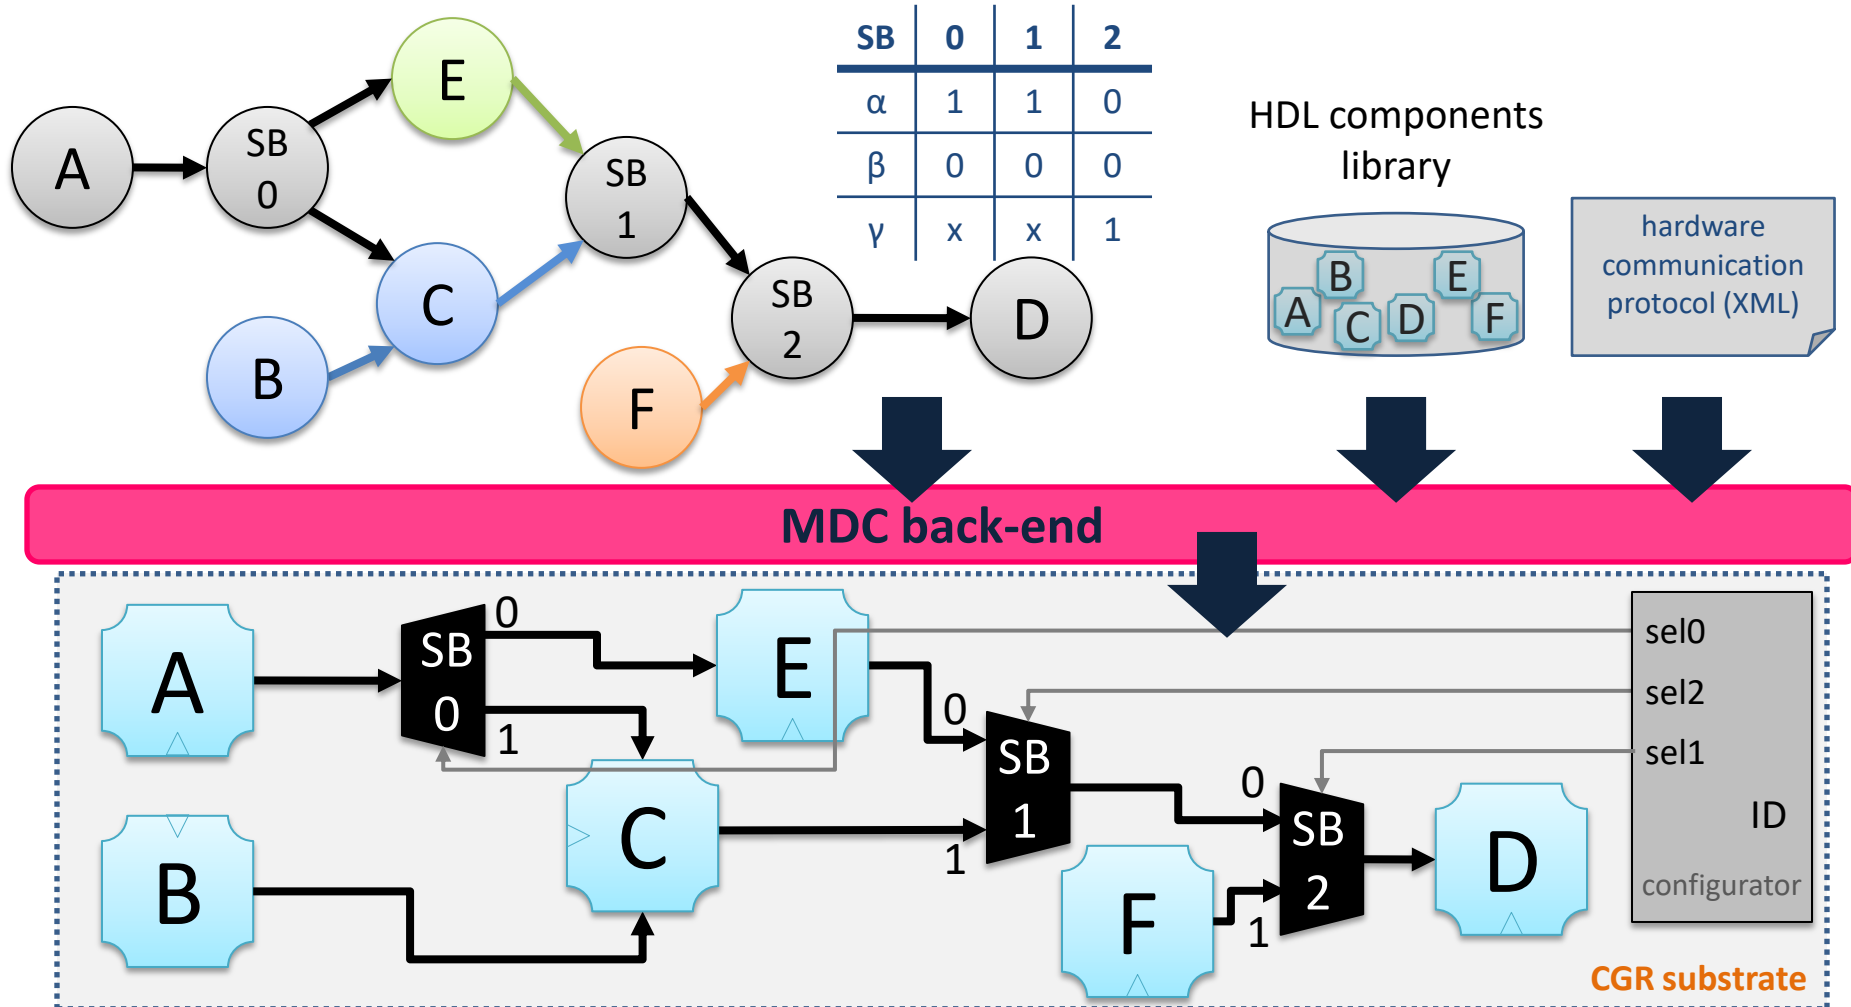 A
SB
0
E
C
B
SB
1
SB
2
F
D
SB 0 1 2
α 1 1 0
β 0 0 0
γ x x 1
HDL components
library
B E
A C D F
hardware
communication
protocol (XML)
MDC back-end
A
SB
0
0
1
E
B
C
0
1
SB
1
F
0
1
SB
2
D
sel0
sel2
sel1
ID
configurator
CGR substrate